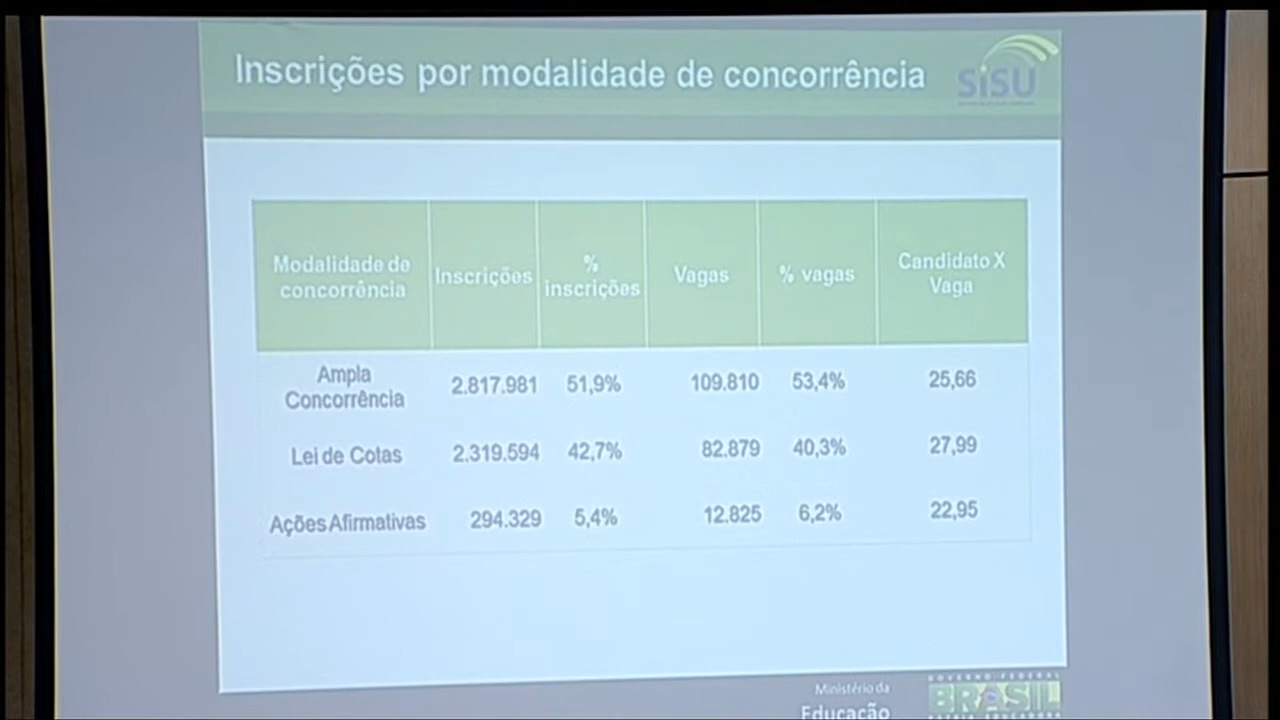 Inscrições por modalidade de concorrência
SiSU
Modalidade de concorrência
Inscrições
% inscrições
Vagas
% vagas
Candidato X Vaga
Ampla Concorrência 2.817.981 51,9% 109.810 53,4% 25,66
Lei de Cotas 2.319.594 42,7% 82.879 40,3% 27,99
Ações Afirmativas 294.329 5,4% 12.825 6,2% 22,95
Ministério da
Educação
GOVERNO FEDERAL
BRASIL